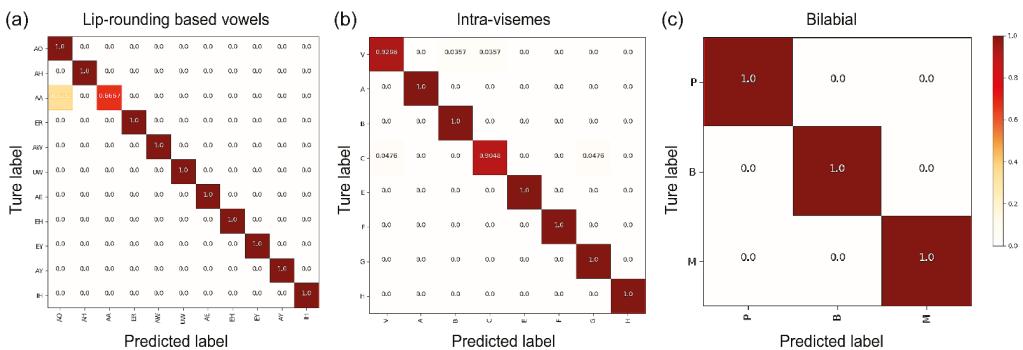 (a) Lip-rounding based vowels
Ture label
AO 1.0 0.0 0.0 0.0 0.0 0.0 0.0 0.0 0.0 0.0 0.0
AH 0.0 1.0 0.0 0.0 0.0 0.0 0.0 0.0 0.0 0.0 0.0
AA 0.0 0.6667 0.0 0.0 0.0 0.0 0.0 0.0 0.0 0.0
ER 0.0 0.0 0.0 1.0 0.0 0.0 0.0 0.0 0.0 0.0 0.0
AW 0.0 0.0 0.0 0.0 1.0 0.0 0.0 0.0 0.0 0.0 0.0
UW 0.0 0.0 0.0 0.0 0.0 1.0 0.0 0.0 0.0 0.0 0.0
AE 0.0 0.0 0.0 0.0 0.0 0.0 1.0 0.0 0.0 0.0 0.0
EH 0.0 0.0 0.0 0.0 0.0 0.0 0.0 1.0 0.0 0.0 0.0
EY 0.0 0.0 0.0 0.0 0.0 0.0 0.0 0.0 1.0 0.0 0.0
AY 0.0 0.0 0.0 0.0 0.0 0.0 0.0 0.0 0.0 1.0 0.0
IH 0.0 0.0 0.0 0.0 0.0 0.0 0.0 0.0 0.0 0.0 1.0
AO AH AA ER AW UW AE EH EY AY IH
Predicted label
(b) Intra-visemes
Ture label
V 0.9286 0.0 0.0357 0.0357 0.0 0.0 0.0 0.0
A 0.0 1.0 0.0 0.0 0.0 0.0 0.0 0.0
B 0.0 0.0 1.0 0.0 0.0 0.0 0.0 0.0
C 0.0476 0.0 0.0 0.9048 0.0 0.0 0.0476 0.0
E 0.0 0.0 0.0 0.0 1.0 0.0 0.0 0.0
F 0.0 0.0 0.0 0.0 0.0 1.0 0.0 0.0
G 0.0 0.0 0.0 0.0 0.0 0.0 1.0 0.0
H 0.0 0.0 0.0 0.0 0.0 0.0 0.0 1.0
V A B C E F G H
Predicted label
(c) Bilabial
Ture label
P 1.0 0.0 0.0
B 0.0 1.0 0.0
M 0.0 0.0 1.0
P B M
Predicted label
1.0
0.8
0.6
0.4
0.2
0.0